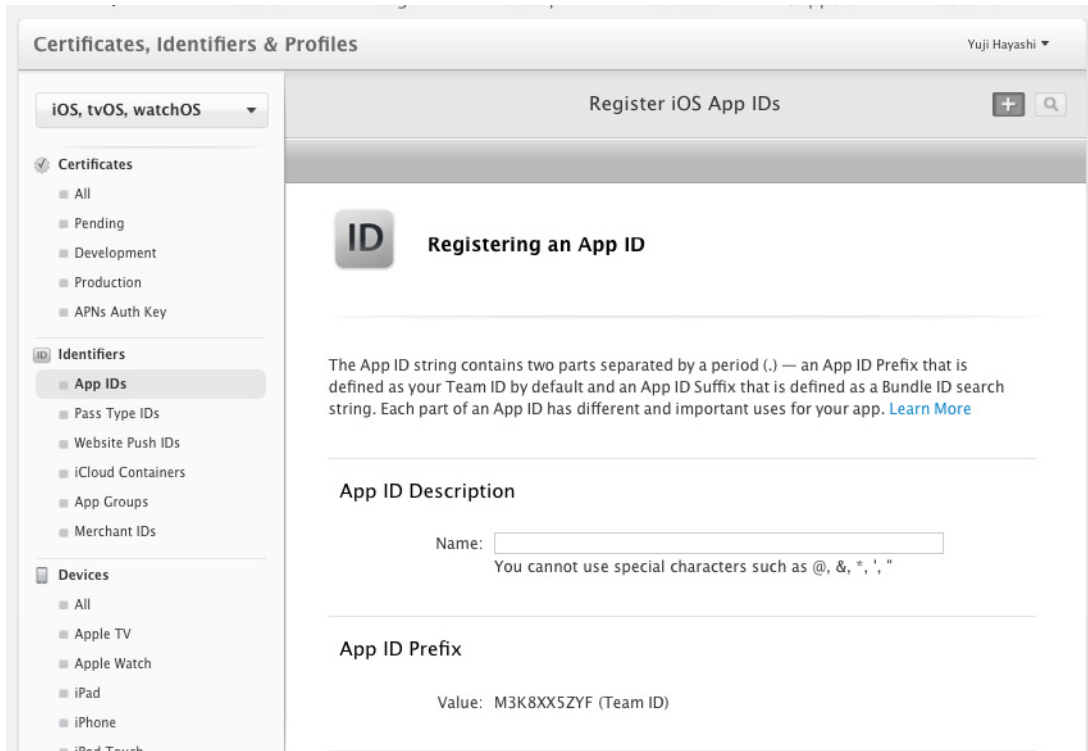 Certificates, Identifiers & Profiles
Yuji Hayashi
iOS, tvOS, watchOS
Register iOS App IDs
Certificates
All
Pending
Development
Production
APNs Auth Key
ID Identifiers
App IDs
Pass Type IDs
Website Push IDs
iCloud Containers
App Groups
Merchant IDs
Devices
All
Apple TV
Apple Watch
iPad
iPhone
iPod Touch
ID
Registering an App ID
The App ID string contains two parts separated by a period (.) — an App ID Prefix that is
defined as your Team ID by default and an App ID Suffix that is defined as a Bundle ID search
string. Each part of an App ID has different and important uses for your app. Learn More
App ID Description
Name:
You cannot use special characters such as @, &, *, ', "
App ID Prefix
Value: M3K8XX5ZYF (Team ID)